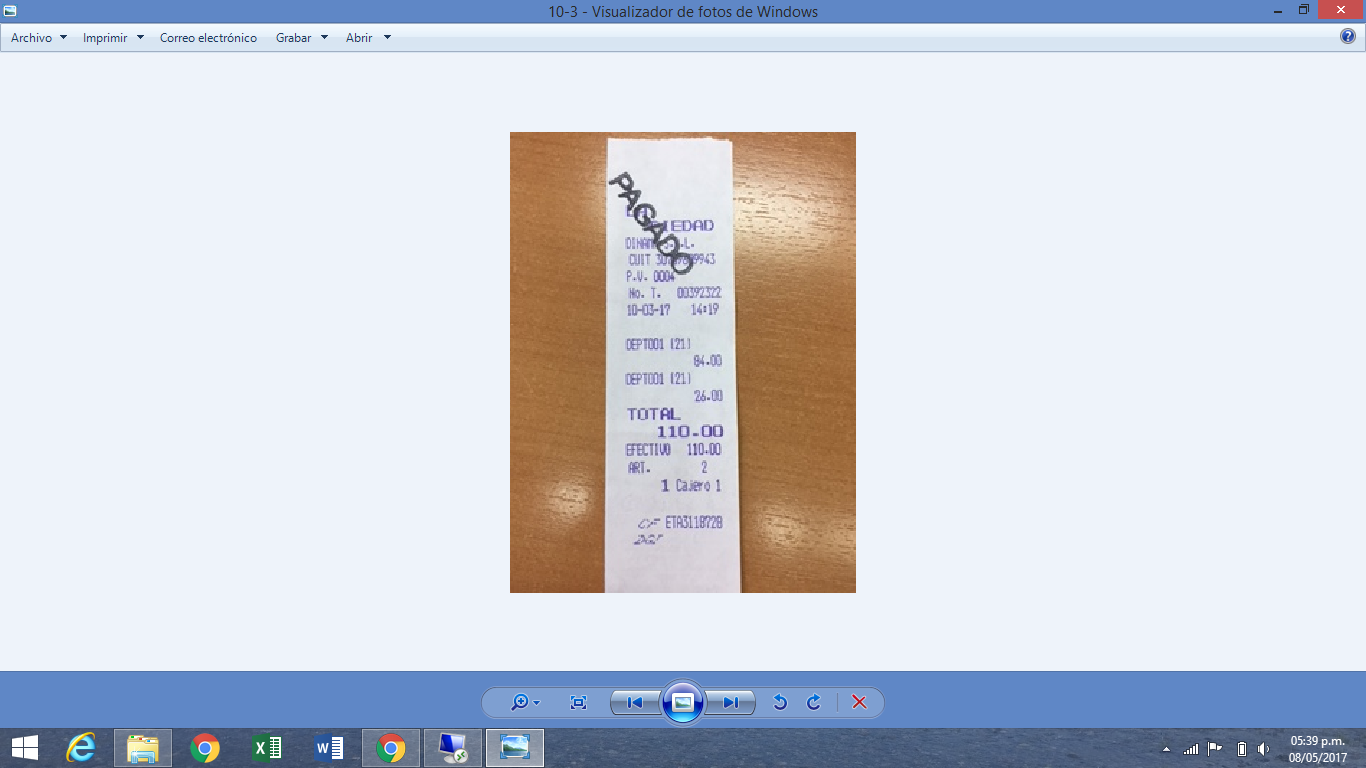 10-3 - Visualizador de fotos de Windows
Archivo Imprimir Correo electrónico Grabar Abrir
PAGADO
CUIT
P.V. 0004
No. T. 00392322
10-03-17 14:19
DEPTO01 (21)
84.00
DEPTO01 (21)
26.00
TOTAL
110.00
EFECTIVO 110.00
ART. 2
1 Cajero 1
CF ETA3118728
05:39 p.m.
08/05/2017